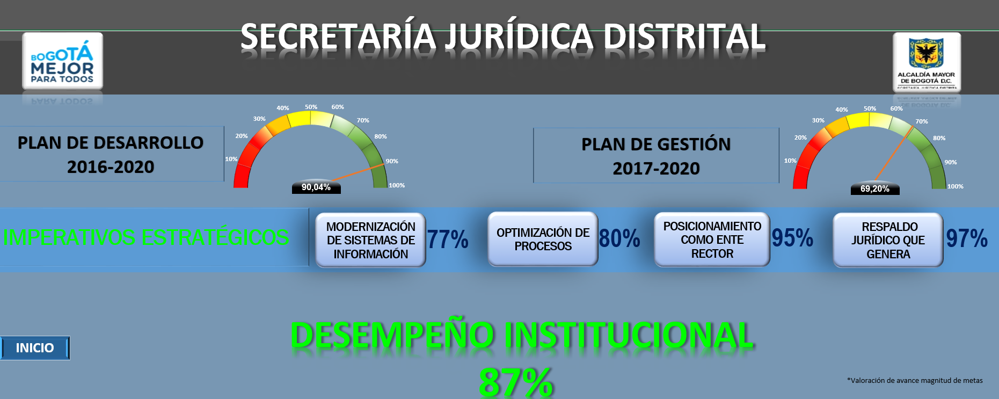 SECRETARÍA JURÍDICA DISTRITAL
BOGOTÁ
MEJOR
PARA TODOS
ALCALDÍA MAYOR
DE BOGOTÁ D.C.
SECRETARÍA JURÍDICA DISTRITAL
PLAN DE DESARROLLO
2016-2020
10%
20%
30%
40%
50%
60%
70%
80%
90%
100%
90,04%
PLAN DE GESTIÓN
2017-2020
10%
20%
30%
40%
50%
60%
70%
80%
90%
100%
69,20%
IMPERATIVOS ESTRATÉGICOS
MODERNIZACIÓN
DE SISTEMAS DE
INFORMACIÓN
77%
OPTIMIZACIÓN DE
PROCESOS
80%
POSICIONAMIENTO
COMO ENTE
RECTOR
95%
RESPALDO
JURÍDICO QUE
GENERA
97%
DESEMPEÑO INSTITUCIONAL
87%
INICIO
*Valoración de avance magnitud de metas